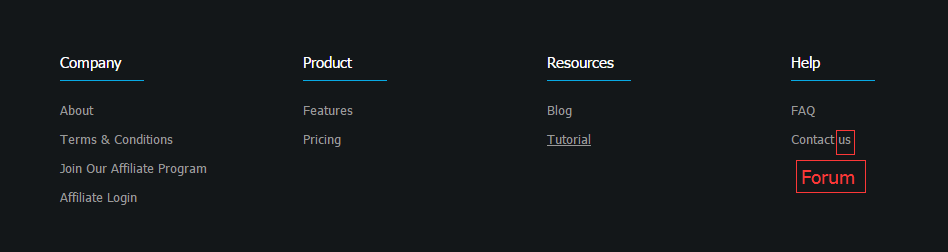 Company
About
Terms & Conditions
Join Our Affiliate Program
Affiliate Login
Product
Features
Pricing
Resources
Blog
Tutorial
Help
FAQ
Contact us
Forum